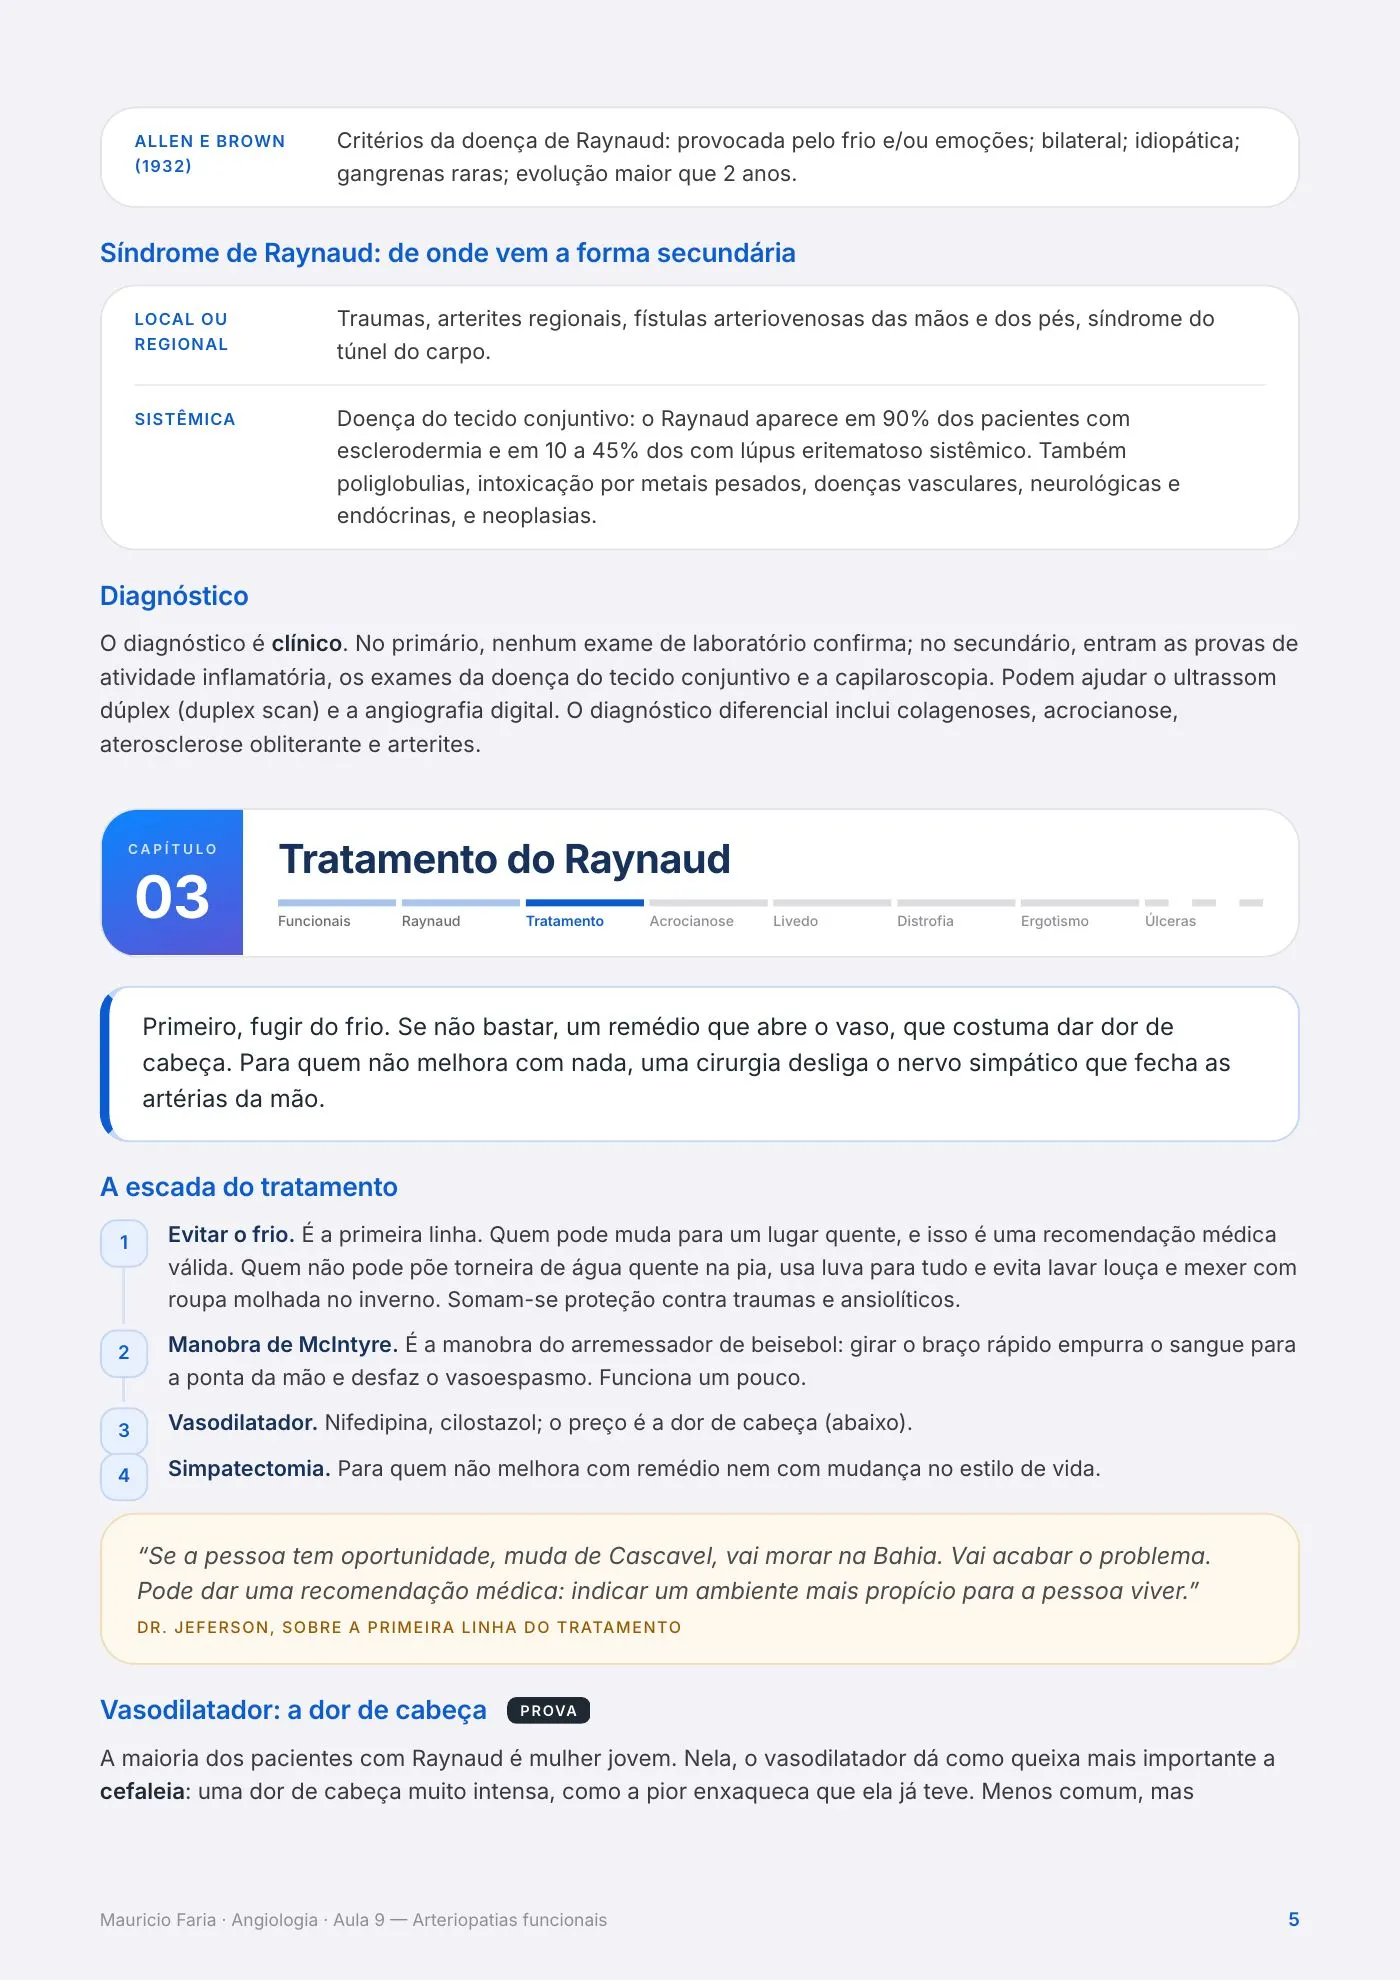 ALLEN E BROWN
(1932)
Critérios da doença de Raynaud: provocada pelo frio e/ou emoções; bilateral; idiopática;
gangrenas raras; evolução maior que 2 anos.
Síndrome de Raynaud: de onde vem a forma secundária
LOCAL OU
REGIONAL
Traumas, arterites regionais, fístulas arteriovenosas das mãos e dos pés, síndrome do
túnel do carpo.
SISTÊMICA
Doença do tecido conjuntivo: o Raynaud aparece em 90% dos pacientes com
esclerodermia e em 10 a 45% dos com lúpus eritematoso sistêmico. Também
poliglobulias, intoxicação por metais pesados, doenças vasculares, neurológicas e
endócrinas, e neoplasias.
Diagnóstico
O diagnóstico é clínico. No primário, nenhum exame de laboratório confirma; no secundário, entram as provas de
atividade inflamatória, os exames da doença do tecido conjuntivo e a capilaroscopia. Podem ajudar o ultrassom
dúplex (duplex scan) e a angiografia digital. O diagnóstico diferencial inclui colagenoses, acrocianose,
aterosclerose obliterante e arterites.
CAPÍTULO
03
Tratamento do Raynaud
Funcionais Raynaud Tratamento Acrocianose Livedo Distrofia Ergotismo Úlceras
Primeiro, fugir do frio. Se não bastar, um remédio que abre o vaso, que costuma dar dor de
cabeça. Para quem não melhora com nada, uma cirurgia desliga o nervo simpático que fecha as
artérias da mão.
A escada do tratamento
1 Evitar o frio. É a primeira linha. Quem pode muda para um lugar quente, e isso é uma recomendação médica
válida. Quem não pode põe torneira de água quente na pia, usa luva para tudo e evita lavar louça e mexer com
roupa molhada no inverno. Somam-se proteção contra traumas e ansiolíticos.
2 Manobra de McIntyre. É a manobra do arremessador de beisebol: girar o braço rápido empurra o sangue para
a ponta da mão e desfaz o vasoespasmo. Funciona um pouco.
3 Vasodilatador. Nifedipina, cilostazol; o preço é a dor de cabeça (abaixo).
4 Simpatectomia. Para quem não melhora com remédio nem com mudança no estilo de vida.
“Se a pessoa tem oportunidade, muda de Cascavel, vai morar na Bahia. Vai acabar o problema.
Pode dar uma recomendação médica: indicar um ambiente mais propício para a pessoa viver.”
DR. JEFERSON, SOBRE A PRIMEIRA LINHA DO TRATAMENTO
Vasodilatador: a dor de cabeça PROVA
A maioria dos pacientes com Raynaud é mulher jovem. Nela, o vasodilatador dá como queixa mais importante a
cefaleia: uma dor de cabeça muito intensa, como a pior enxaqueca que ela já teve. Menos comum, mas
Mauricio Faria · Angiologia · Aula 9 — Arteriopatias funcionais 5